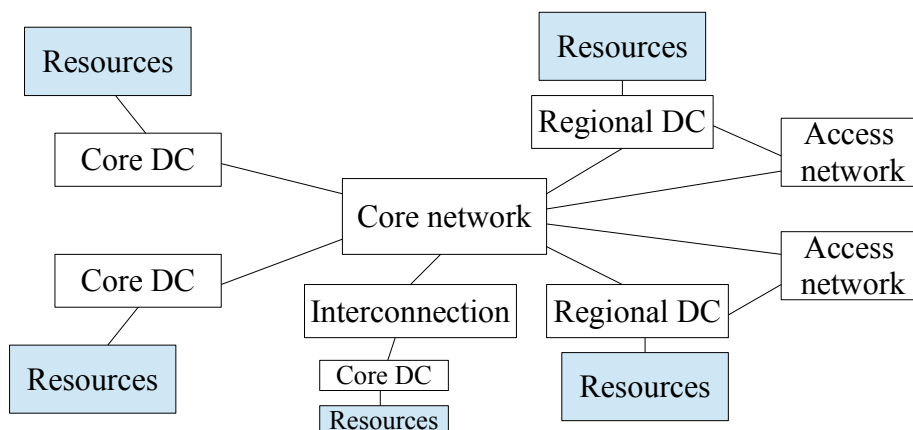 Resources
Resources
Regional DC
Core DC
Access
network
Core network
Core DC
Access
network
Interconnection
Regional DC
Resources
Core DC
Resources
Resources